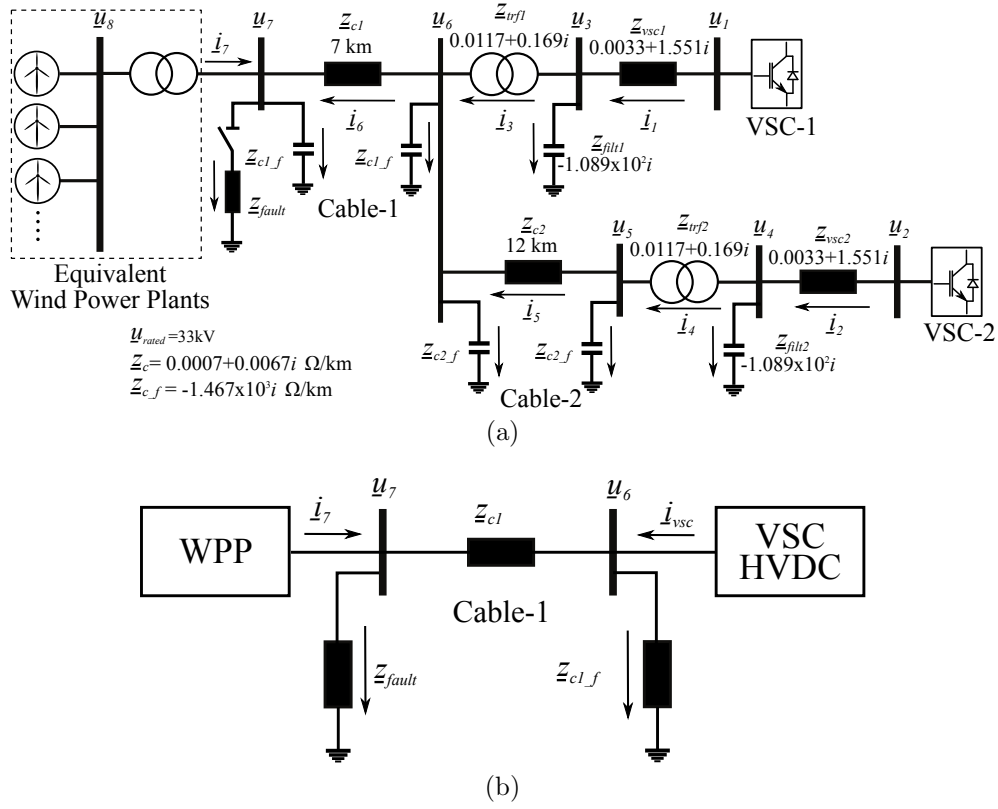 u8
i7
u7
zc1
7 km
u6
ztrf1
0.0117+0.169i
u3
zvsc1
0.0033+1.551i
u1
VSC-1
i6
i3
i1
zc1_f
zc1_f
zfilt1
-1.089x10²i
zfault
Cable-1
Equivalent
Wind Power Plants
zc2
12 km
u5
ztrf2
0.0117+0.169i
u4
zvsc2
0.0033+1.551i
u2
VSC-2
i5
i4
i2
zc2_f
zc2_f
zfilt2
-1.089x10²i
Cable-2
urated=33kV
zc= 0.0007+0.0067i Ω/km
zc_f= -1.467x10³i Ω/km
(a)
WPP
i7
u7
zc1
u6
ivsc
VSC
HVDC
Cable-1
zfault
zc1_f
(b)